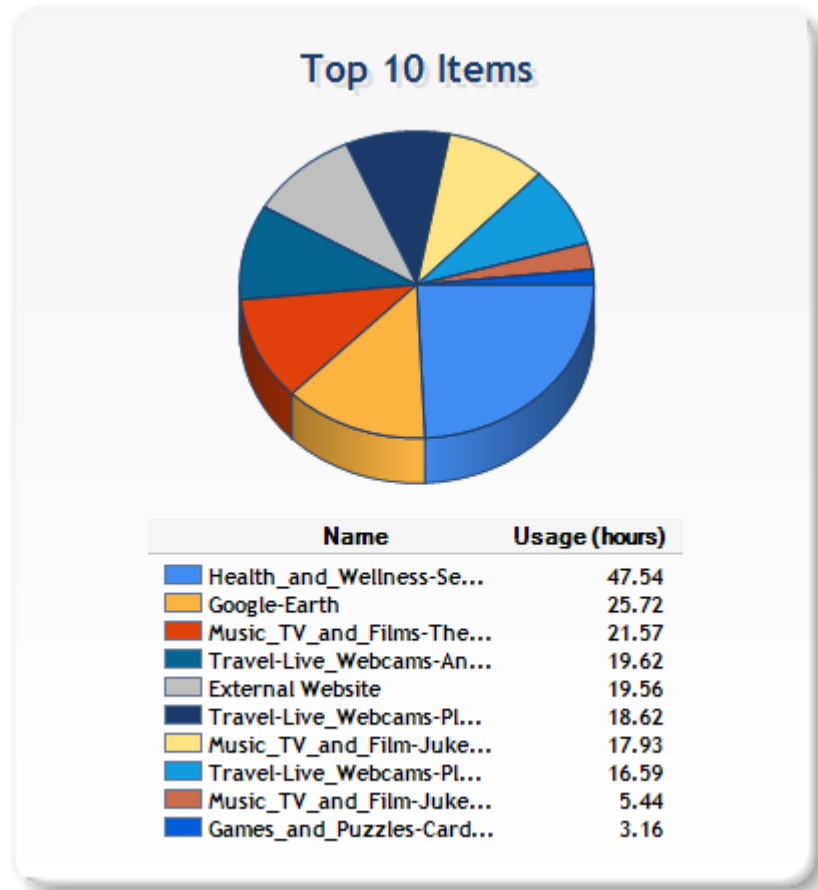 Top 10 Items
Name Usage (hours)
Health_and_Wellness-Se... 47.54
Google-Earth 25.72
Music_TV_and_Films-The... 21.57
Travel-Live_Webcams-An... 19.62
External Website 19.56
Travel-Live_Webcams-Pl... 18.62
Music_TV_and_Film-Juke... 17.93
Travel-Live_Webcams-Pl... 16.59
Music_TV_and_Film-Juke... 5.44
Games_and_Puzzles-Card... 3.16